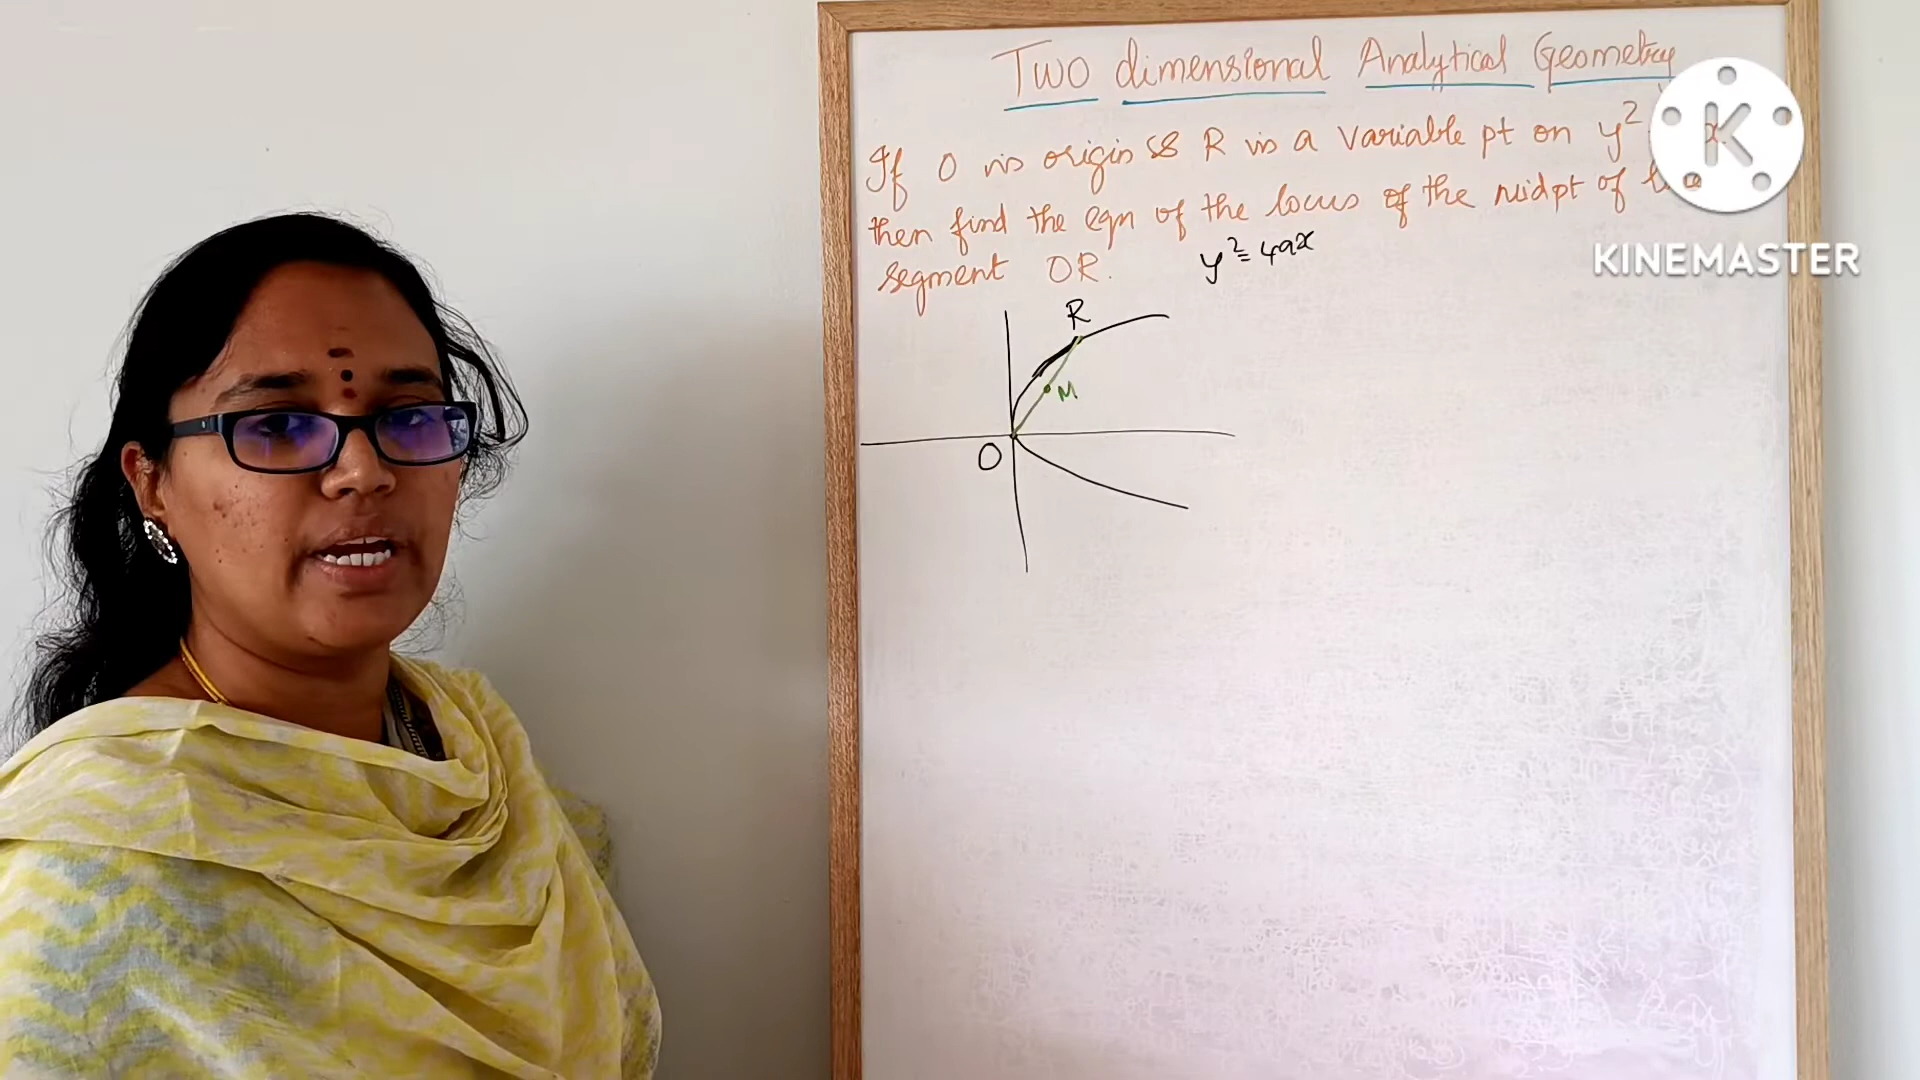 Two dimensional Analytical Geometry
If O is origin & R is a variable pt on y²
then find the eqn of the locus of the midpt of
segment OR.
y² = 4ax
R
M
O
K
KINEMASTER